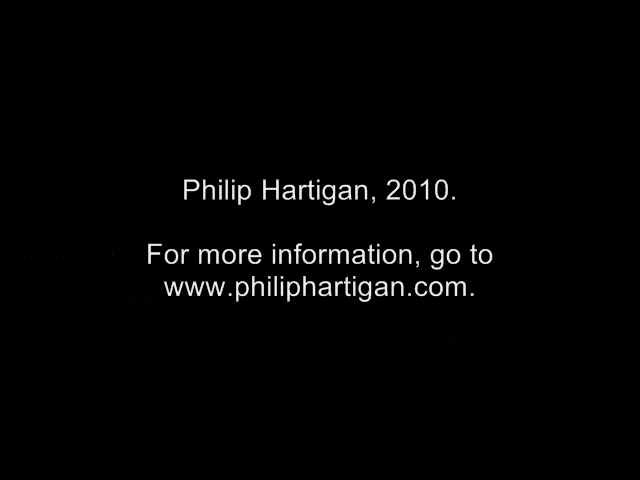 Philip Hartigan, 2010.
For more information, go to
www.philiphartigan.com.